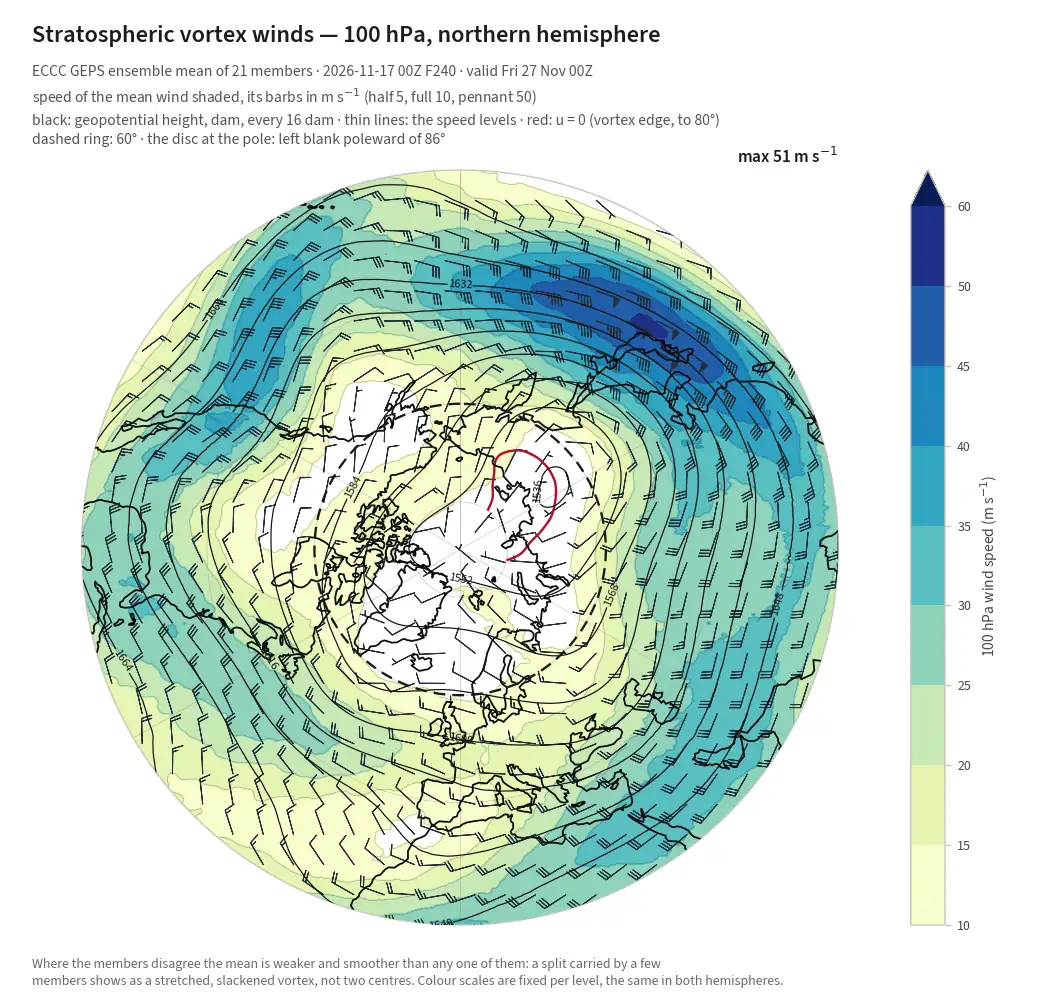 Stratospheric vortex winds — 100 hPa, northern hemisphere
ECCC GEPS ensemble mean of 21 members · 2026-11-17 00Z F240 · valid Fri 27 Nov 00Z
speed of the mean wind shaded, its barbs in m s⁻¹ (half 5, full 10, pennant 50)
black: geopotential height, dam, every 16 dam · thin lines: the speed levels · red: u = 0 (vortex edge, to 80°)
dashed ring: 60° · the disc at the pole: left blank poleward of 86°
max 51 m s⁻¹
60
50
45
40
35
30
25
20
15
10
100 hPa wind speed (m s⁻¹)
1632
1584
1536
1552
1568
1648
1664
Where the members disagree the mean is weaker and smoother than any one of them: a split carried by a few
members shows as a stretched, slackened vortex, not two centres. Colour scales are fixed per level, the same in both hemispheres.